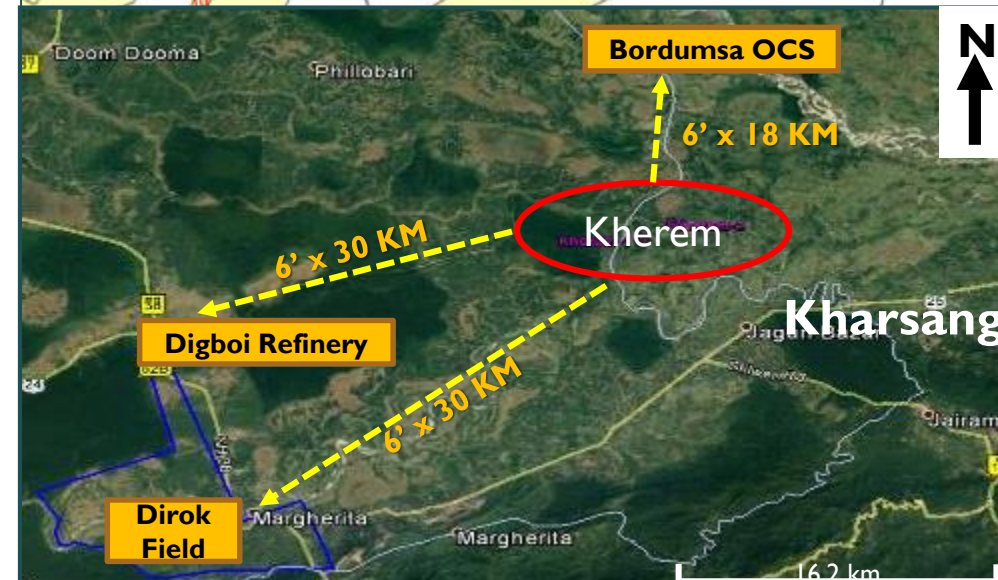 Doom Dooma
Phillobari
Bordumsa OCS
N
6’ x 18 KM
Kherem
6’ x 30 KM
38
Digboi Refinery
Kharsang
Jagun Bazar
6’ x 30 KM
Jairam
Dirok
Field
Margherita
Margherita
16.2 km